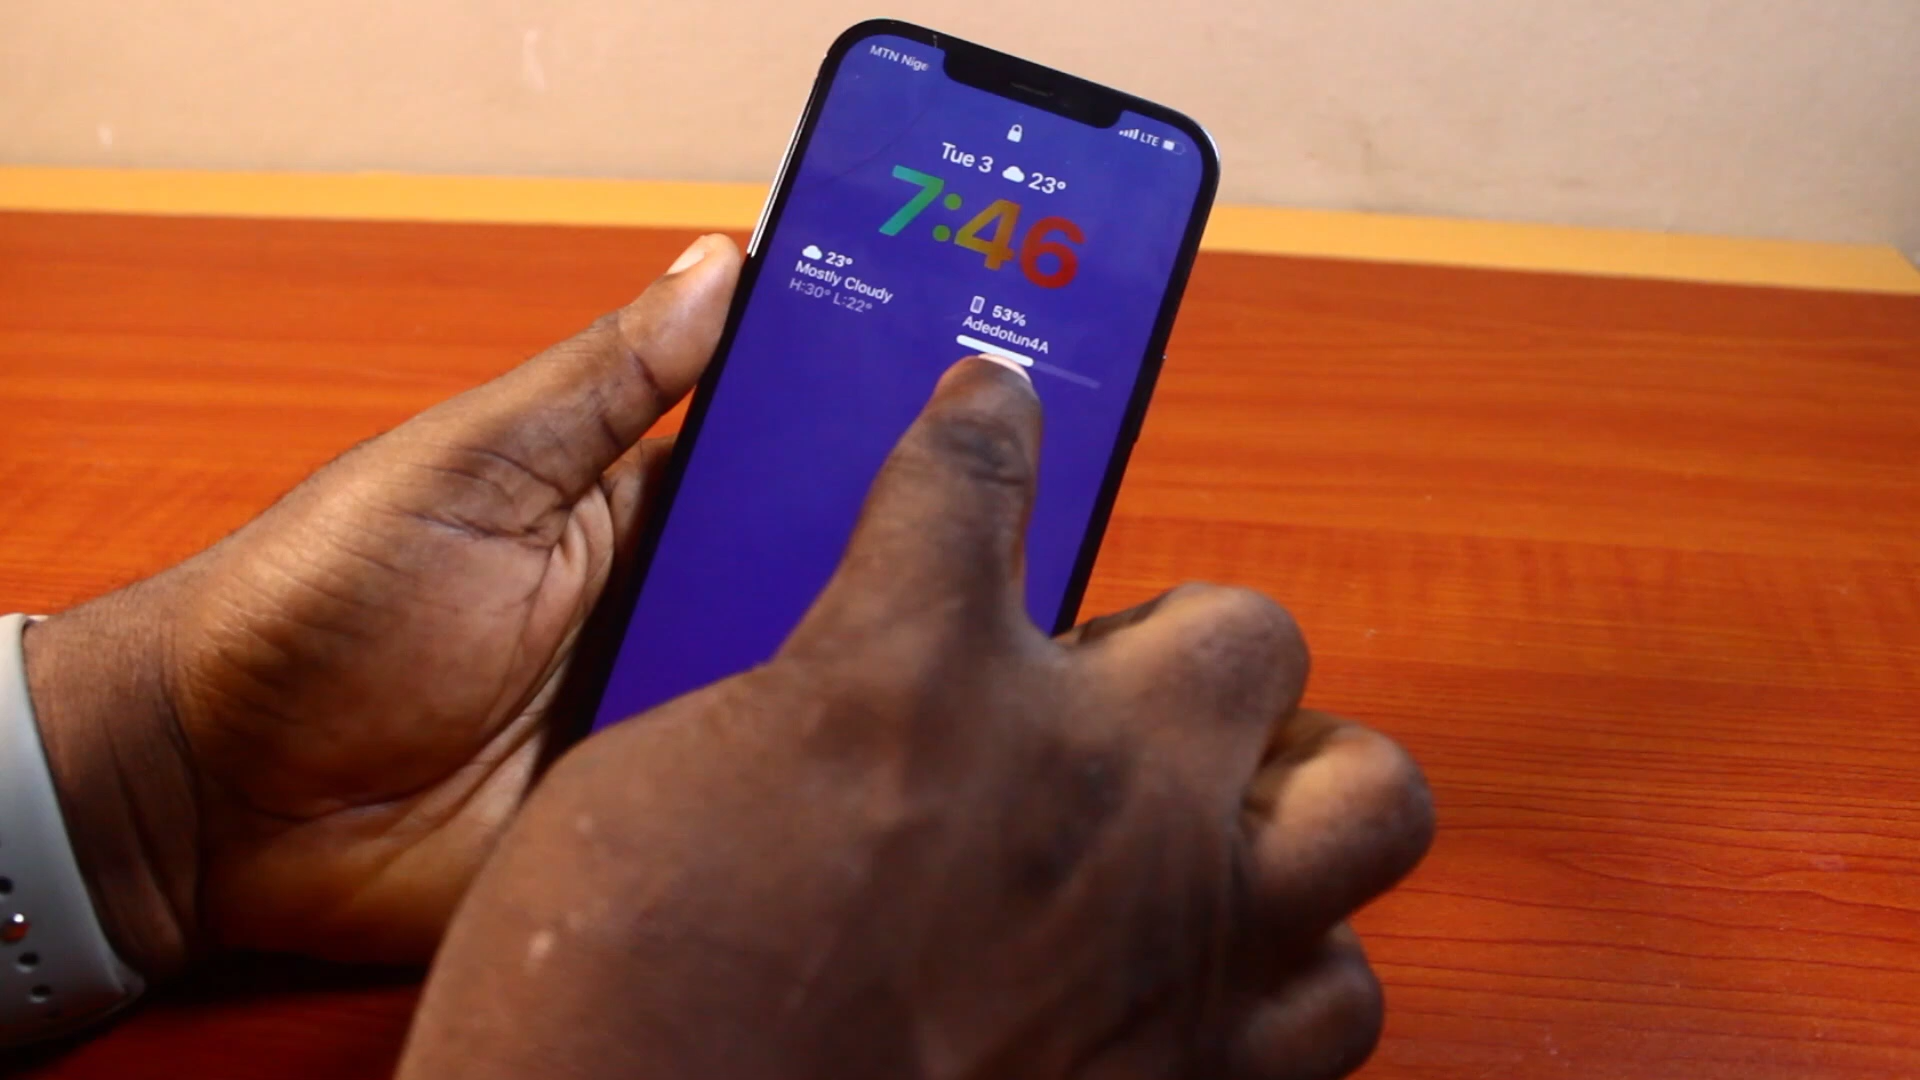 MTN Nige
LTE
Tue 3 23°
7:46
23°
Mostly Cloudy
H:30° L:22°
53%
Adedotun4A